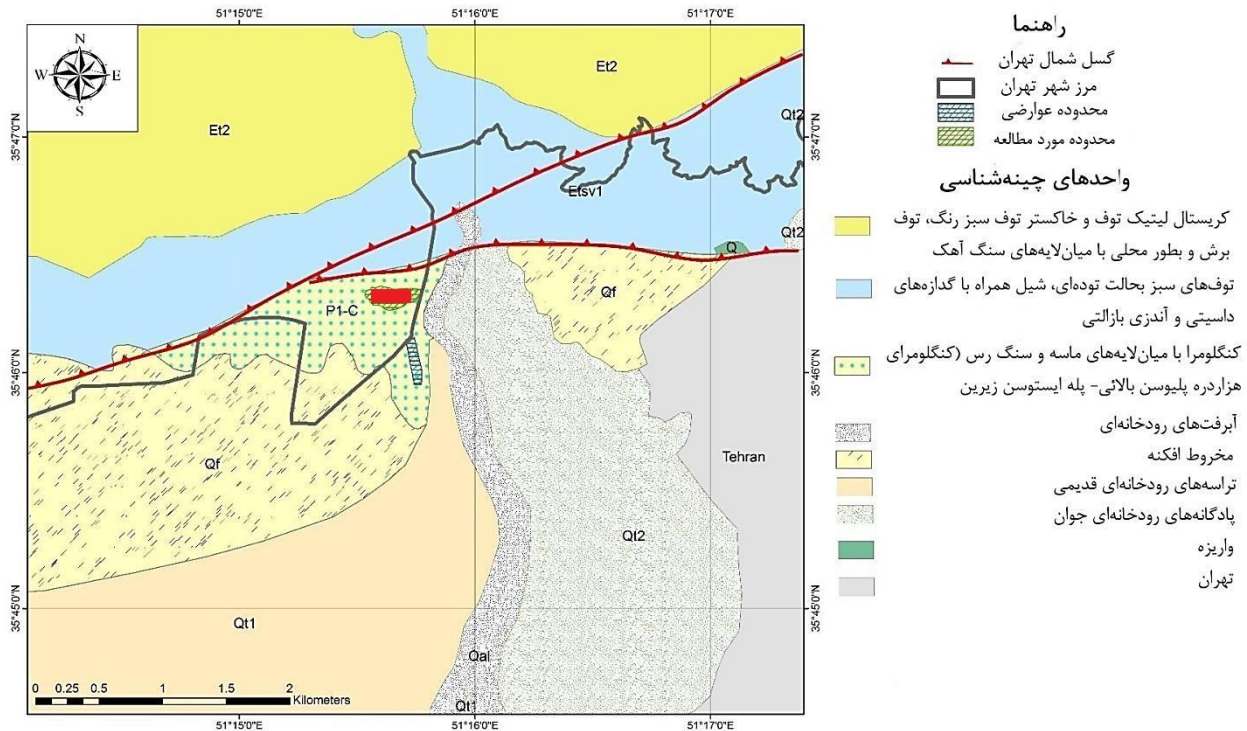 51°15'0"E
51°16'0"E
51°17'0"E
N
W E
S
Et2
Et2
35°47'0"N
35°47'0"N
Qt2
Etsv1
Qt2
Q
P1-C
Qf
35°46'0"N
35°46'0"N
Qf
Tehran
Qt2
35°45'0"N
35°45'0"N
Qt1
Qal
Qt1
0 0.25 0.5 1 1.5 2
Kilometers
51°15'0"E
51°16'0"E
51°17'0"E
راهنما
گسل شمال تهران
مرز شهر تهران
محدوده عوارضی
محدوده مورد مطالعه
واحدهای چینه‌شناسی
کریستال لیتیک توف و خاکستر توف سبز رنگ، توف
برش و بطور محلی با میان‌لایه‌های سنگ آهک
توف‌های سبز بحالت توده‌ای، شیل همراه با گدازه‌های
داسیتی و آندزی بازالتی
کنگلومرا با میان‌لایه‌های ماسه و سنگ رس (کنگلومرای
هزاردره پلیوسن بالائی- پله ایستوسن زیرین
آبرفت‌های رودخانه‌ای
مخروط افکنه
تراسه‌های رودخانه‌ای قدیمی
پادگانه‌های رودخانه‌ای جوان
واریزه
تهران